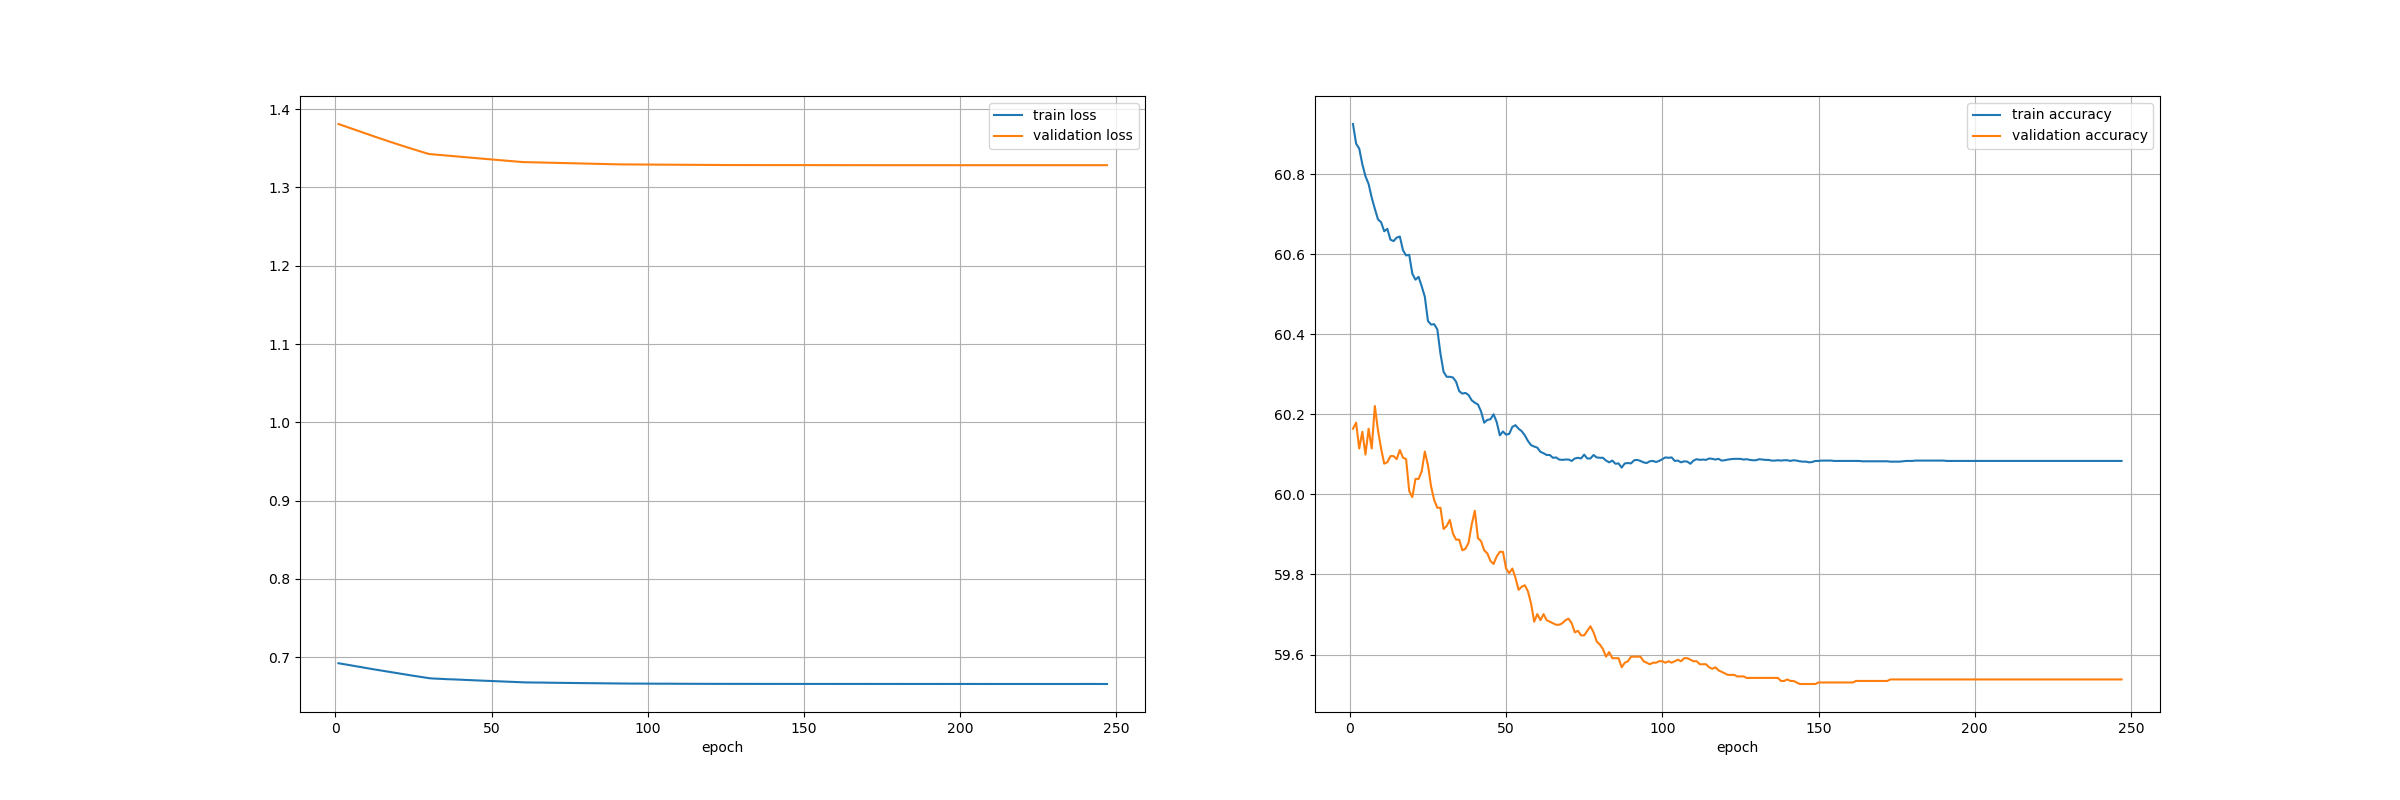 train loss
validation loss
1.4
1.3
1.2
1.1
1.0
0.9
0.8
0.7
0 50 100 150 200 250
epoch
train accuracy
validation accuracy
60.8
60.6
60.4
60.2
60.0
59.8
59.6
0 50 100 150 200 250
epoch